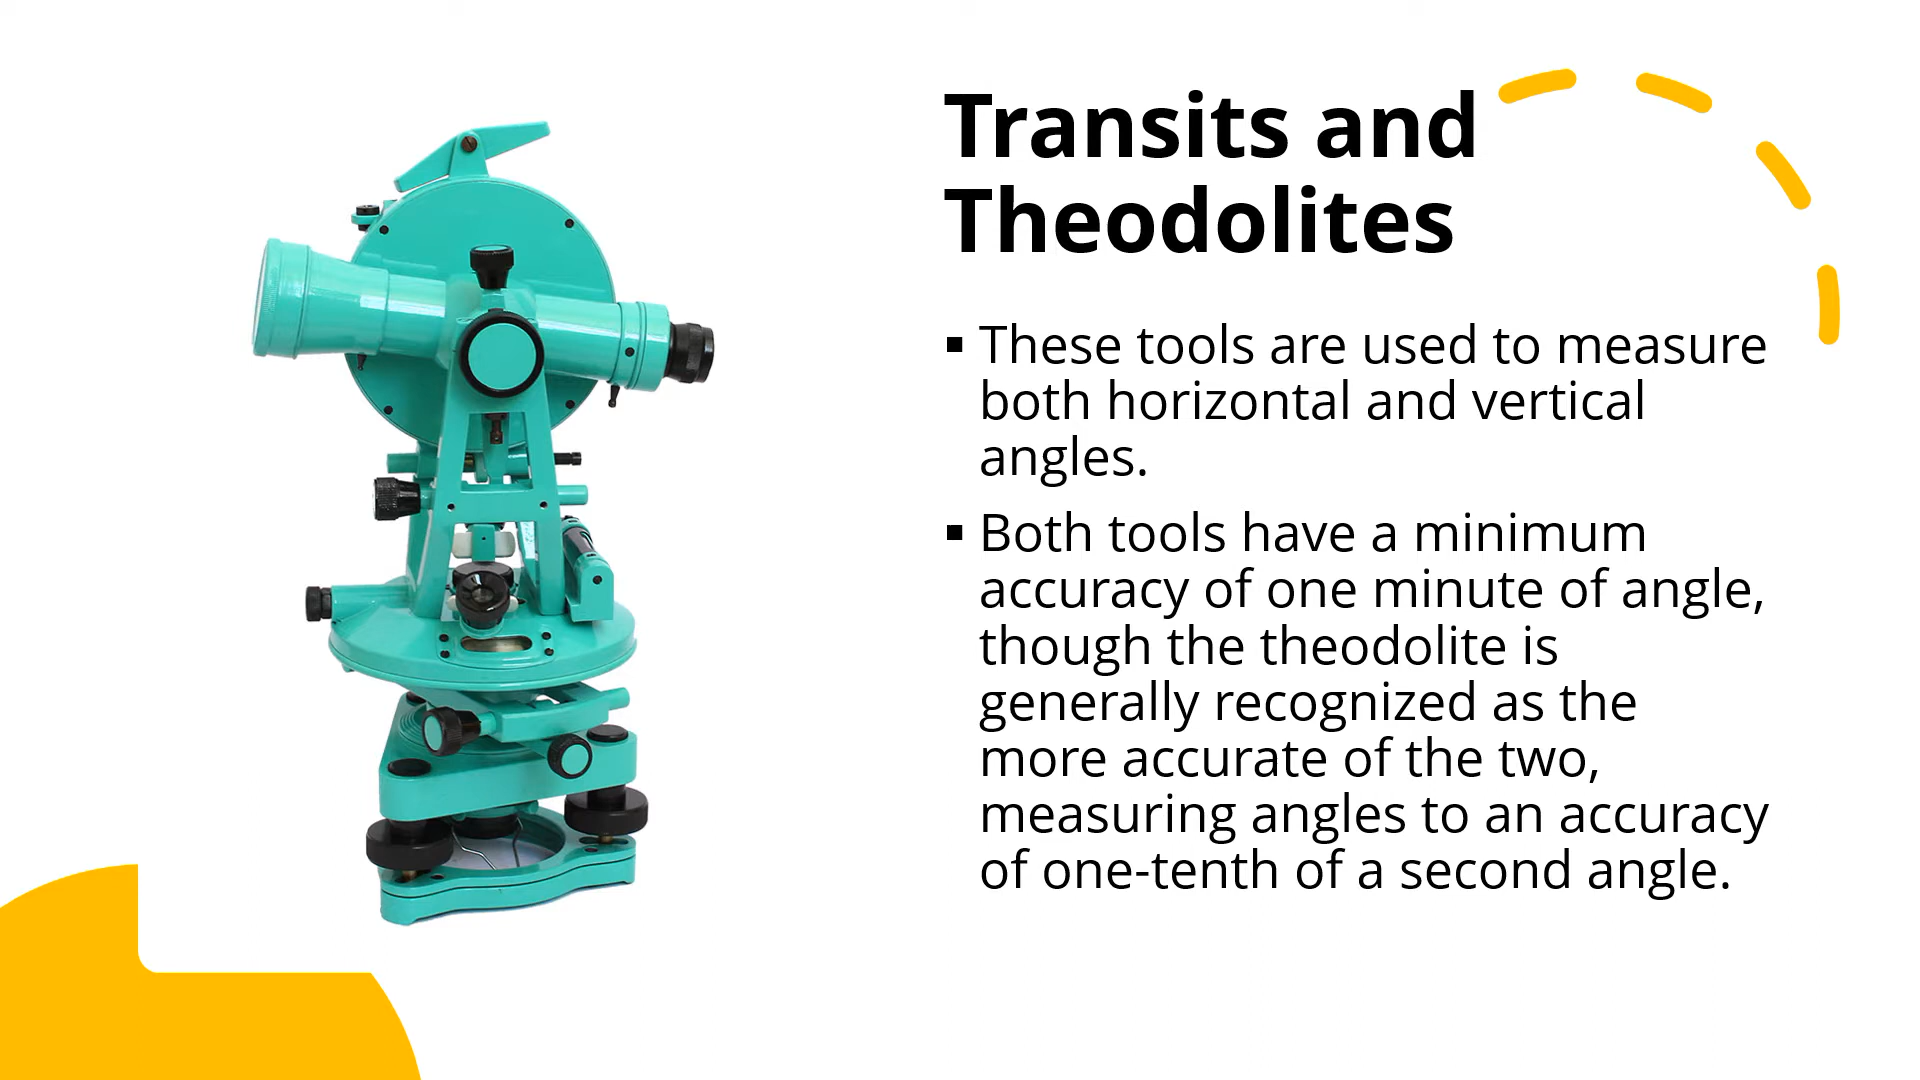 Transits and
Theodolites
▪ These tools are used to measure
both horizontal and vertical
angles.
▪ Both tools have a minimum
accuracy of one minute of angle,
though the theodolite is
generally recognized as the
more accurate of the two,
measuring angles to an accuracy
of one-tenth of a second angle.